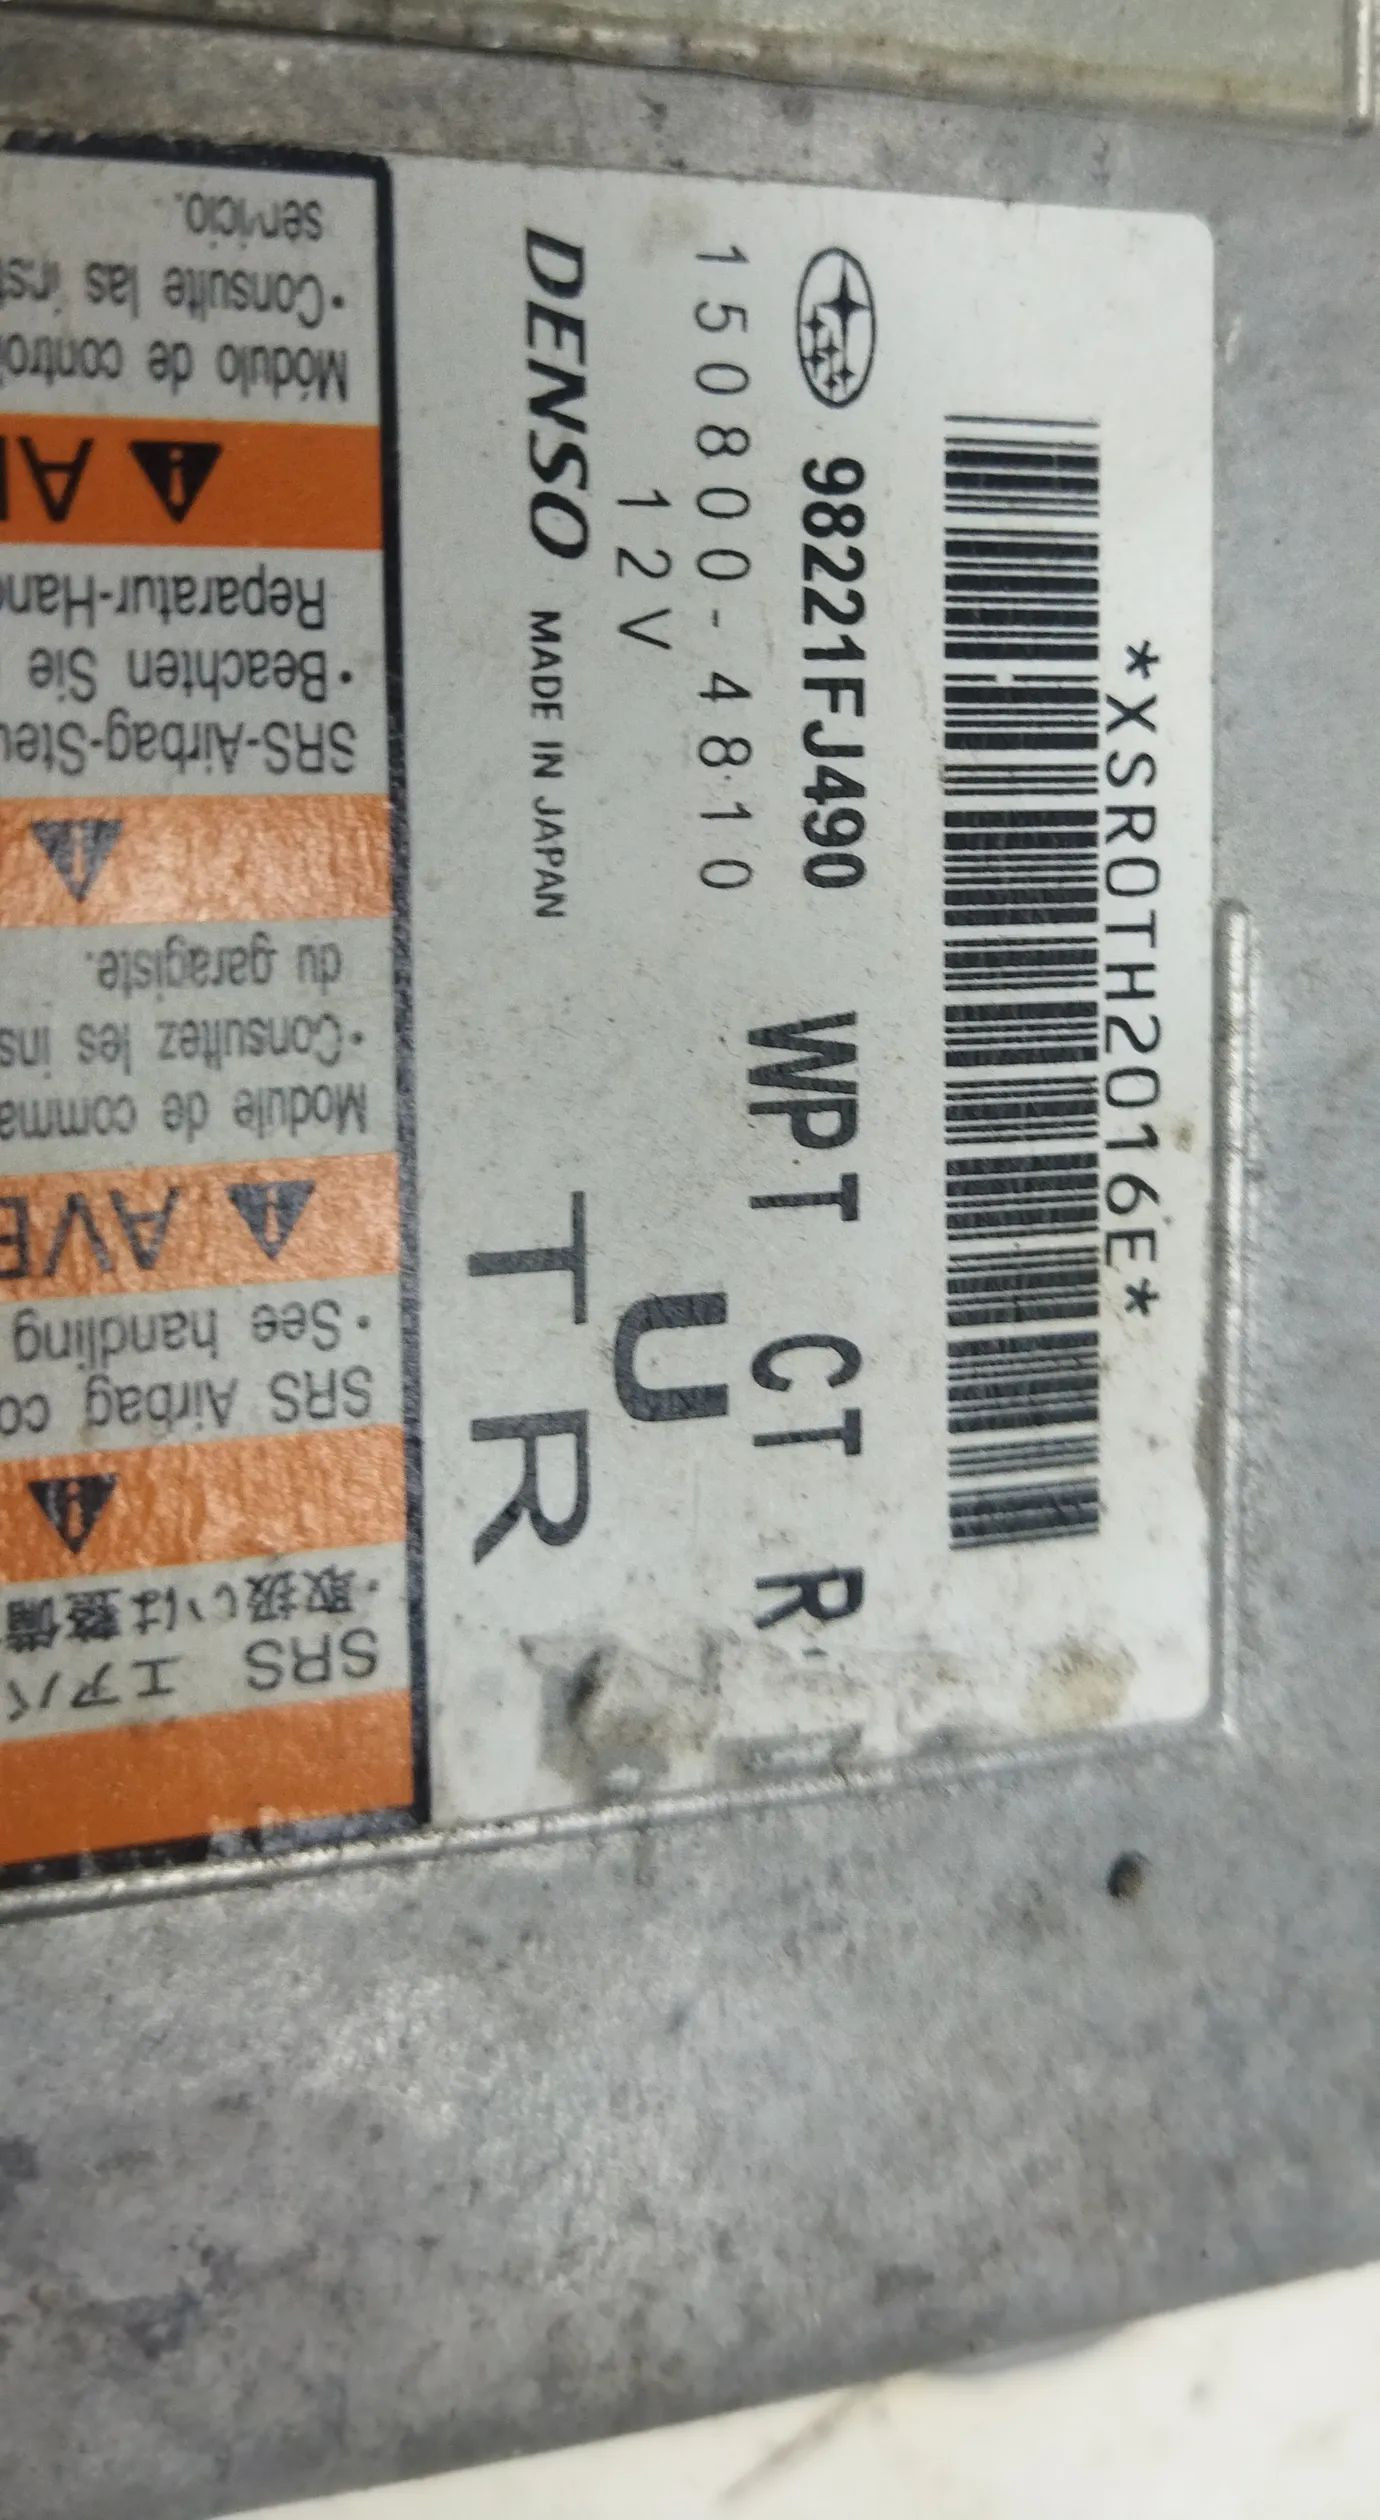 *XSR0TH2016E*
98221FJ490 WPT CT R
150800-4810
12V
U
DENSO MADE IN JAPAN
T R
SRS エアバ
・取扱いは整備
SRS Airbag co
・See handling
AVE
Module de comma
・Consultez les ins
du garagiste.
SRS-Airbag-Steu
・Beachten Sie
Reparatur-Han
Módulo de contro
・Consulte las inst
servicio.